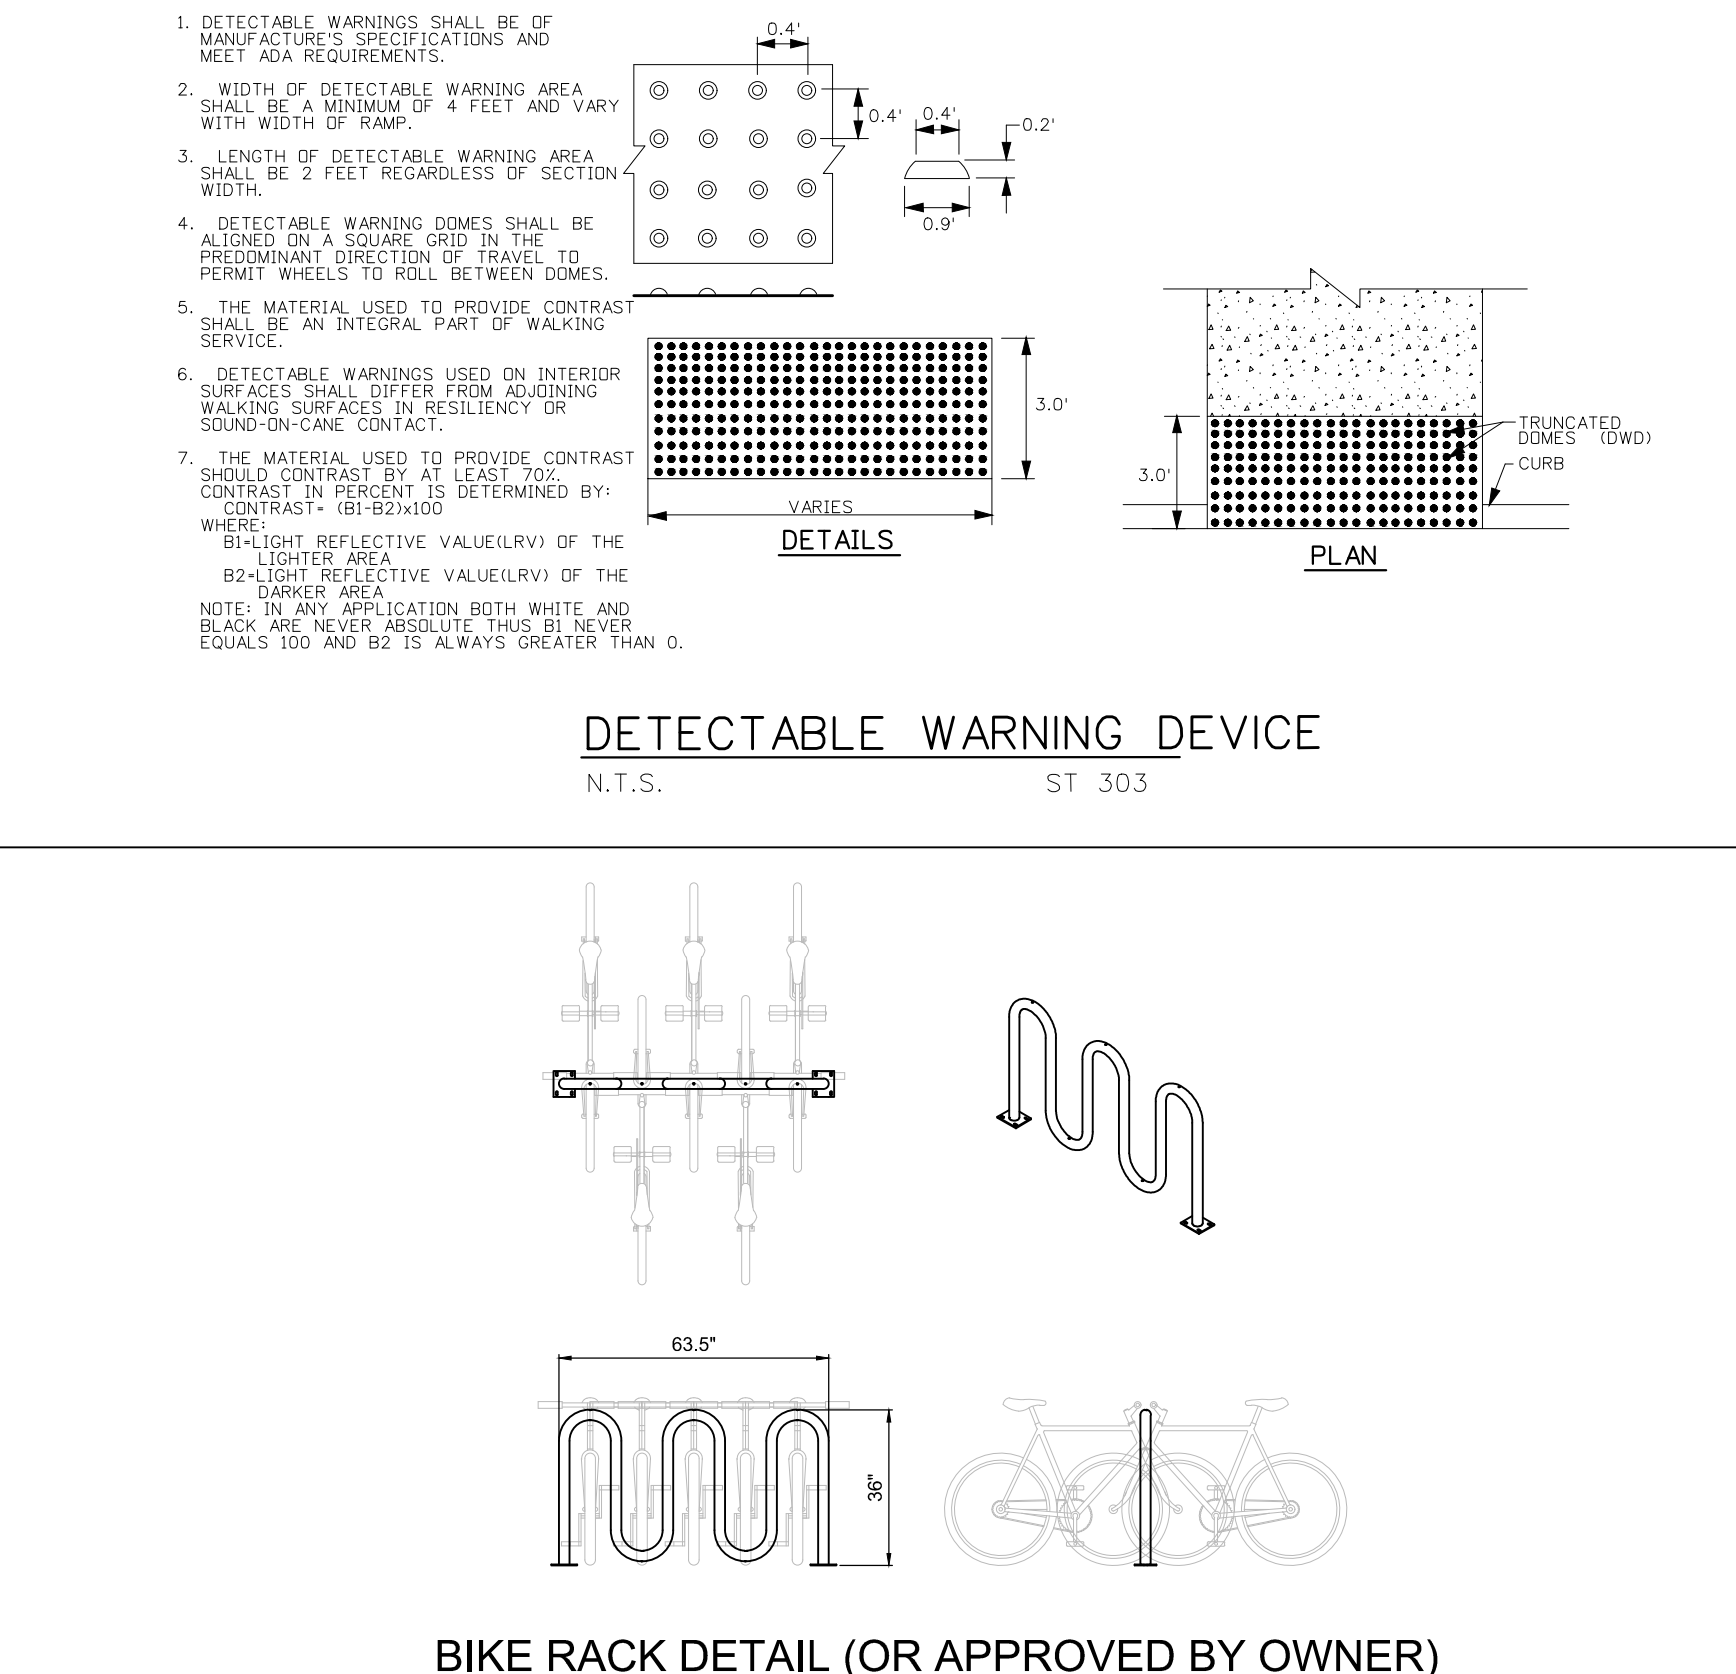 1. DETECTABLE WARNINGS SHALL BE OF
MANUFACTURE'S SPECIFICATIONS AND
MEET ADA REQUIREMENTS.
2. WIDTH OF DETECTABLE WARNING AREA
SHALL BE A MINIMUM OF 4 FEET AND VARY
WITH WIDTH OF RAMP.
3. LENGTH OF DETECTABLE WARNING AREA
SHALL BE 2 FEET REGARDLESS OF SECTION
WIDTH.
4. DETECTABLE WARNING DOMES SHALL BE
ALIGNED ON A SQUARE GRID IN THE
PREDOMINANT DIRECTION OF TRAVEL TO
PERMIT WHEELS TO ROLL BETWEEN DOMES.
5. THE MATERIAL USED TO PROVIDE CONTRAST
SHALL BE AN INTEGRAL PART OF WALKING
SERVICE.
6. DETECTABLE WARNINGS USED ON INTERIOR
SURFACES SHALL DIFFER FROM ADJOINING
WALKING SURFACES IN RESILIENCY OR
SOUND-ON-CANE CONTACT.
7. THE MATERIAL USED TO PROVIDE CONTRAST
SHOULD CONTRAST BY AT LEAST 70%.
CONTRAST IN PERCENT IS DETERMINED BY:
CONTRAST= (B1-B2)x100
WHERE:
B1=LIGHT REFLECTIVE VALUE(LRV) OF THE
LIGHTER AREA
B2=LIGHT REFLECTIVE VALUE(LRV) OF THE
DARKER AREA
NOTE: IN ANY APPLICATION BOTH WHITE AND
BLACK ARE NEVER ABSOLUTE THUS B1 NEVER
EQUALS 100 AND B2 IS ALWAYS GREATER THAN 0.
0.4'
0.4'
0.4'
0.2'
0.9'
3.0'
VARIES
DETAILS
3.0'
TRUNCATED
DOMES (DWD)
CURB
PLAN
DETECTABLE WARNING DEVICE
N.T.S. ST 303
63.5"
36"
BIKE RACK DETAIL (OR APPROVED BY OWNER)